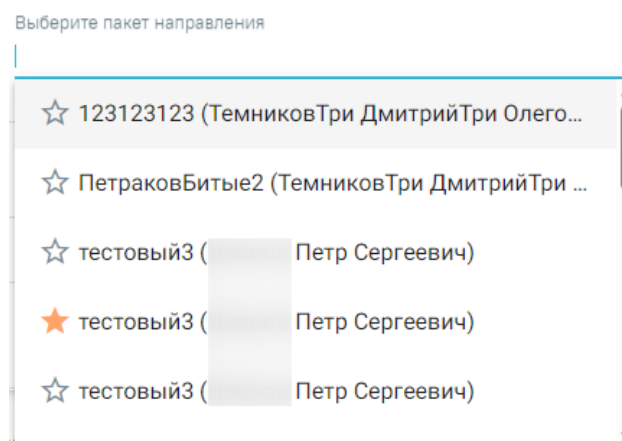 Выберите пакет направления
123123123 (ТемниковТри ДмитрийТри Олего...
ПетраковБитые2 (ТемниковТри ДмитрийТри ...
тестовый3 ( Петр Сергеевич)
тестовый3 ( Петр Сергеевич)
тестовый3 ( Петр Сергеевич)